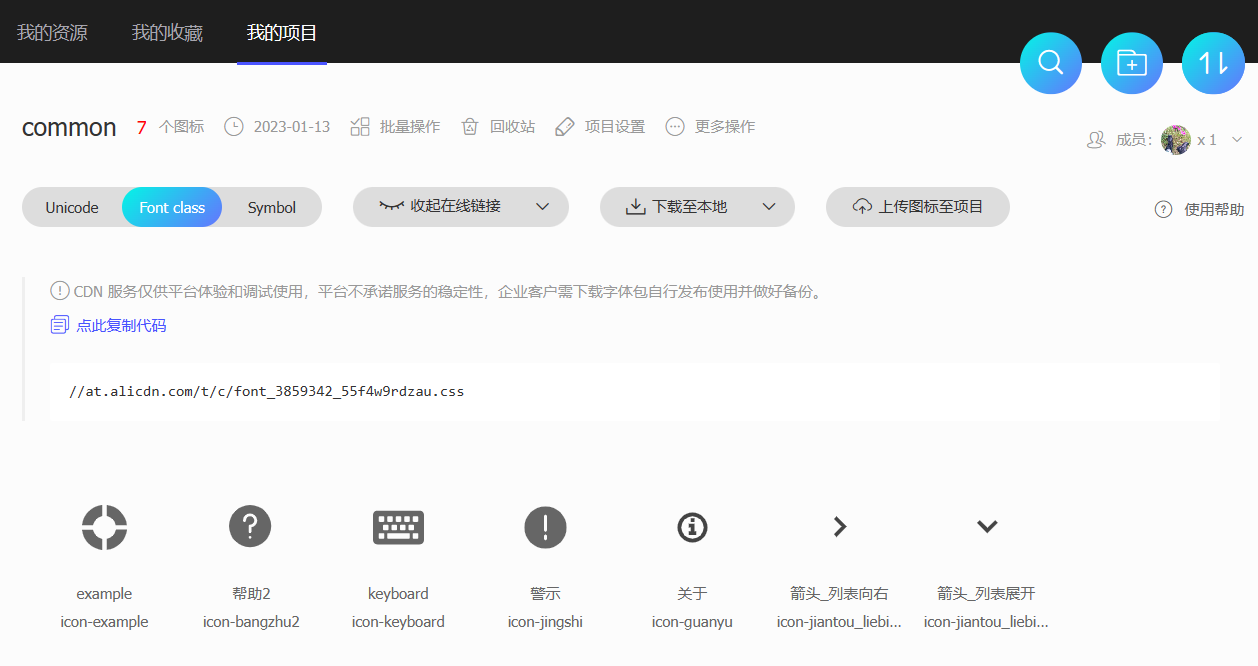 我的资源 我的收藏 我的项目
common 7 个图标 2023-01-13 批量操作 回收站 项目设置 更多操作
成员： x 1
Unicode Font class Symbol 收起在线链接 下载至本地 上传图标至项目 使用帮助
CDN 服务仅供平台体验和调试使用，平台不承诺服务的稳定性，企业客户需下载字体包自行发布使用并做好备份。
点此复制代码
//at.alicdn.com/t/c/font_3859342_55f4w9rdzau.css
example 帮助2 keyboard 警示 关于 箭头_列表向右 箭头_列表展开
icon-example icon-bangzhu2 icon-keyboard icon-jingshi icon-guanyu icon-jiantou_liebi... icon-jiantou_liebi...